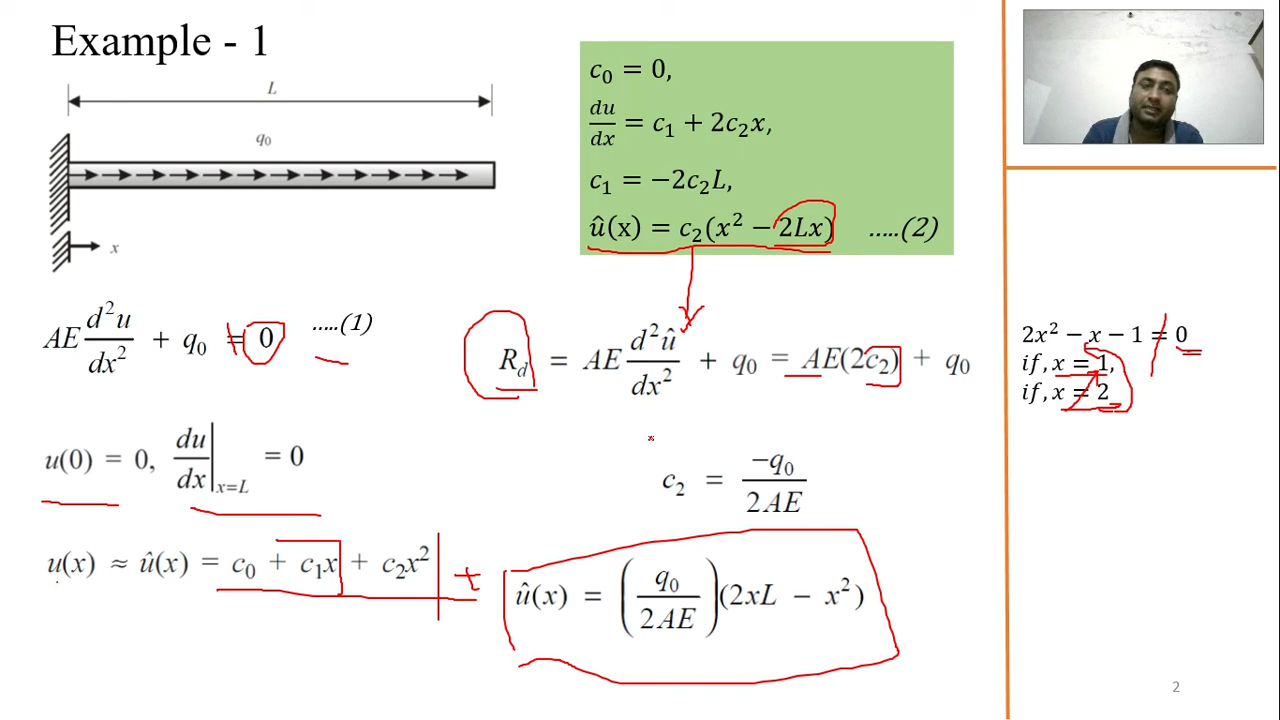 Example - 1
L
q₀
x
c₀ = 0,
du/dx = c₁ + 2c₂x,
c₁ = −2c₂L,
û(x) = c₂(x² − 2Lx) .....(2)
AE d²u/dx² + q₀ = 0 .....(1)
R_d = AE d²û/dx² + q₀ = AE(2c₂) + q₀
2x² − x − 1 = 0
if, x = 1,
if, x = 2
u(0) = 0, du/dx|ₓ₌L = 0
c₂ = −q₀/2AE
u(x) ≈ û(x) = c₀ + c₁x + c₂x² +
û(x) = (q₀/2AE)(2xL − x²)
2